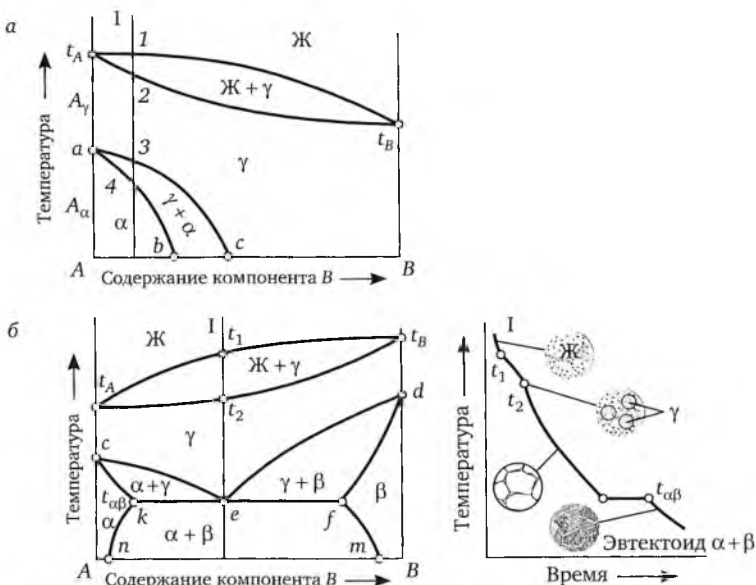 а
I
1
Ж
t_A
Ж + γ
2
A_γ
t_B
γ
a
3
4
γ + α
A_α
α
b
c
Температура
A
Содержание компонента B
B
б
Ж
I
t_1
t_B
Ж + γ
t_A
t_2
d
γ
c
α + γ
γ + β
β
t_αβ
α
k
e
f
α + β
n
m
Температура
A
Содержание компонента B
B
I
Ж
t_1
t_2
γ
t_αβ
Эвтектоид α + β
Температура
Время